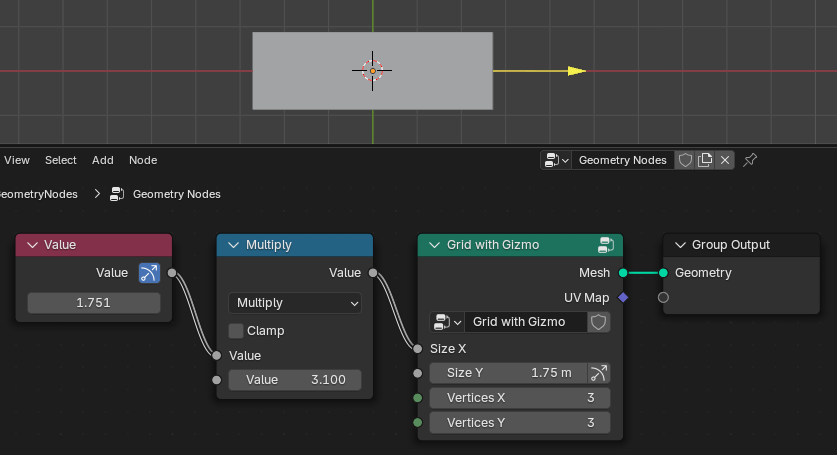 View Select Add Node Geometry Nodes
eometryNodes > Geometry Nodes
Value
Value
1.751
Multiply
Value
Multiply
Clamp
Value
Value 3.100
Grid with Gizmo
Mesh
UV Map
Grid with Gizmo
Size X
Size Y 1.75 m
Vertices X 3
Vertices Y 3
Group Output
Geometry